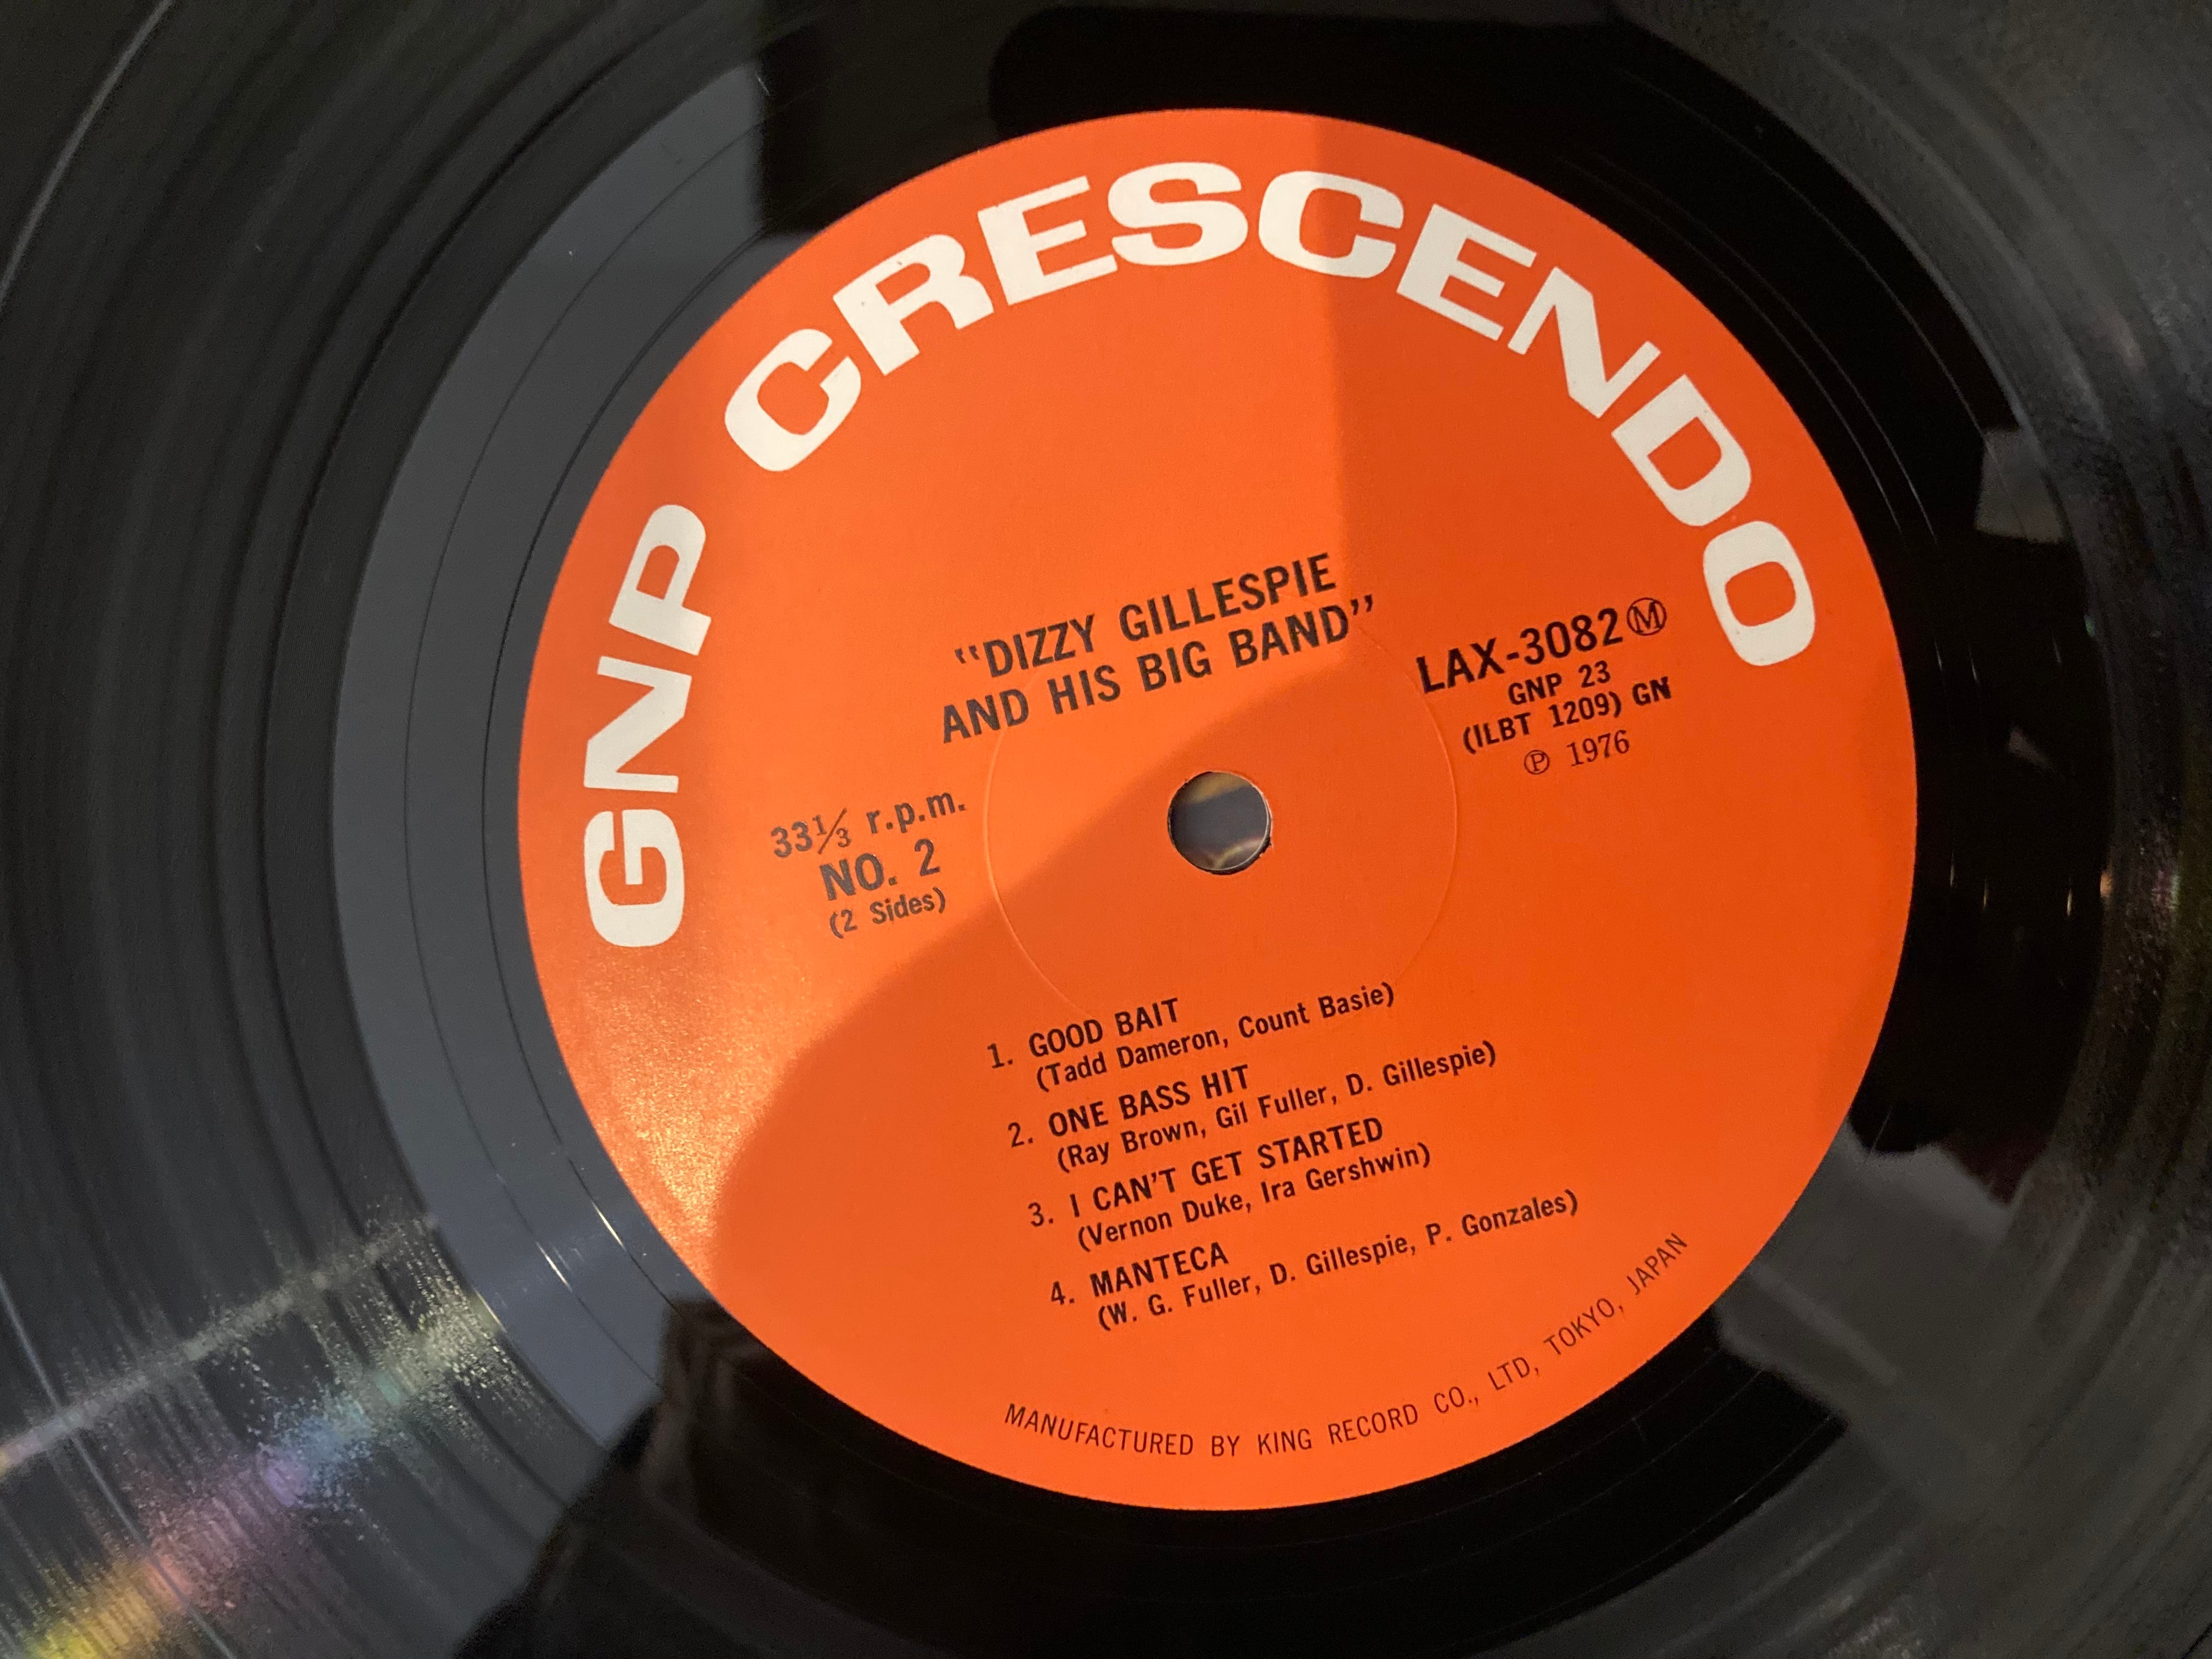 GNP CRESCENDO
"DIZZY GILLESPIE
AND HIS BIG BAND"
LAX-3082 Ⓜ
GNP 23
(ILBT 1209) GN
℗ 1976
33⅓ r.p.m.
NO. 2
(2 Sides)
1. GOOD BAIT
(Tadd Dameron, Count Basie)
2. ONE BASS HIT
(Ray Brown, Gil Fuller, D. Gillespie)
3. I CAN'T GET STARTED
(Vernon Duke, Ira Gershwin)
4. MANTECA
(W. G. Fuller, D. Gillespie, P. Gonzales)
MANUFACTURED BY KING RECORD CO., LTD, TOKYO, JAPAN